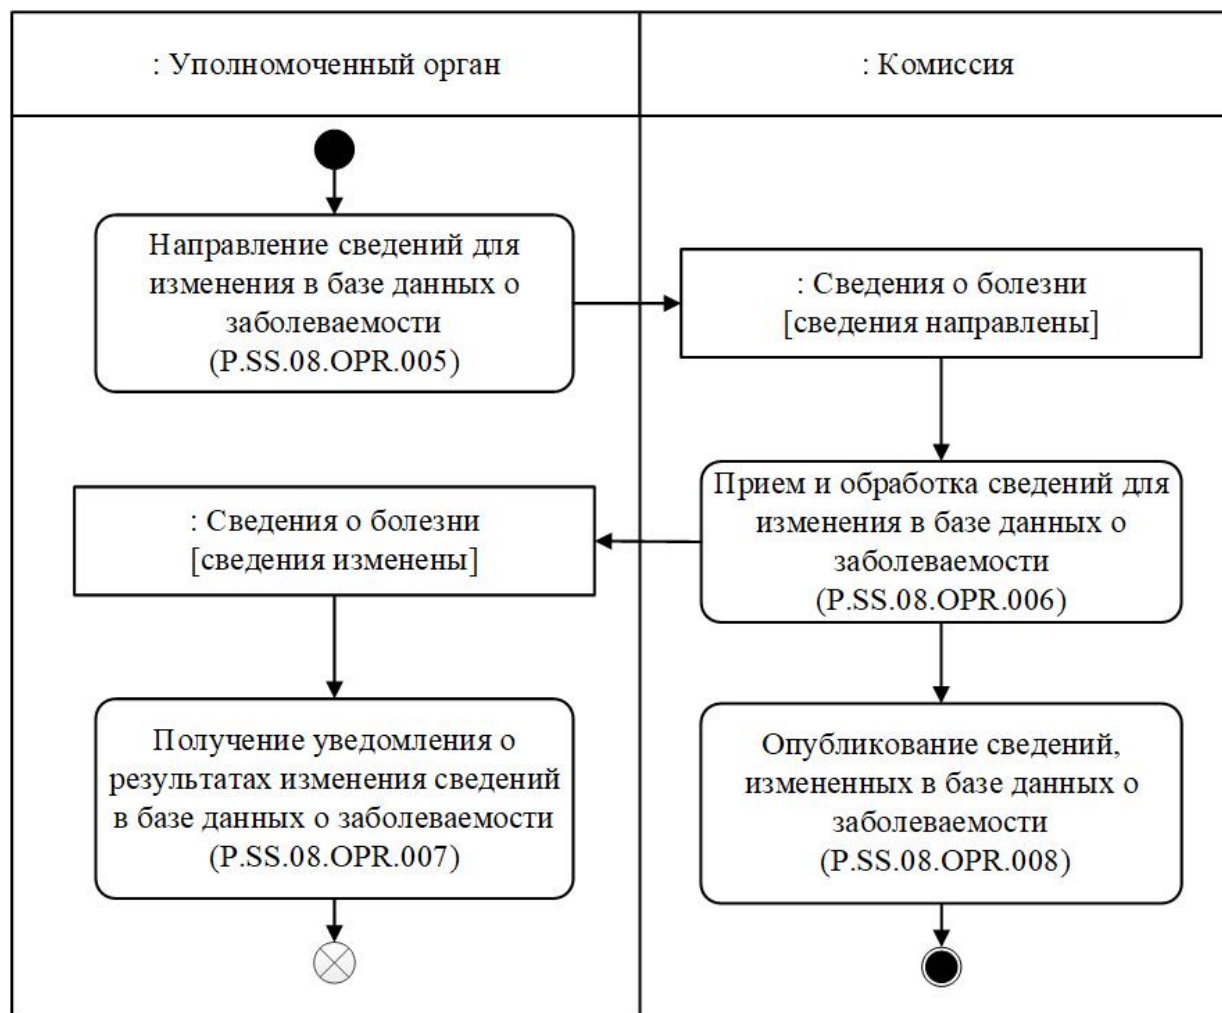 : Уполномоченный орган
: Комиссия
Направление сведений для
изменения в базе данных о
заболеваемости
(P.SS.08.OPR.005)
: Сведения о болезни
[сведения направлены]
Прием и обработка сведений для
изменения в базе данных о
заболеваемости
(P.SS.08.OPR.006)
: Сведения о болезни
[сведения изменены]
Получение уведомления о
результатах изменения сведений
в базе данных о заболеваемости
(P.SS.08.OPR.007)
Опубликование сведений,
измененных в базе данных о
заболеваемости
(P.SS.08.OPR.008)